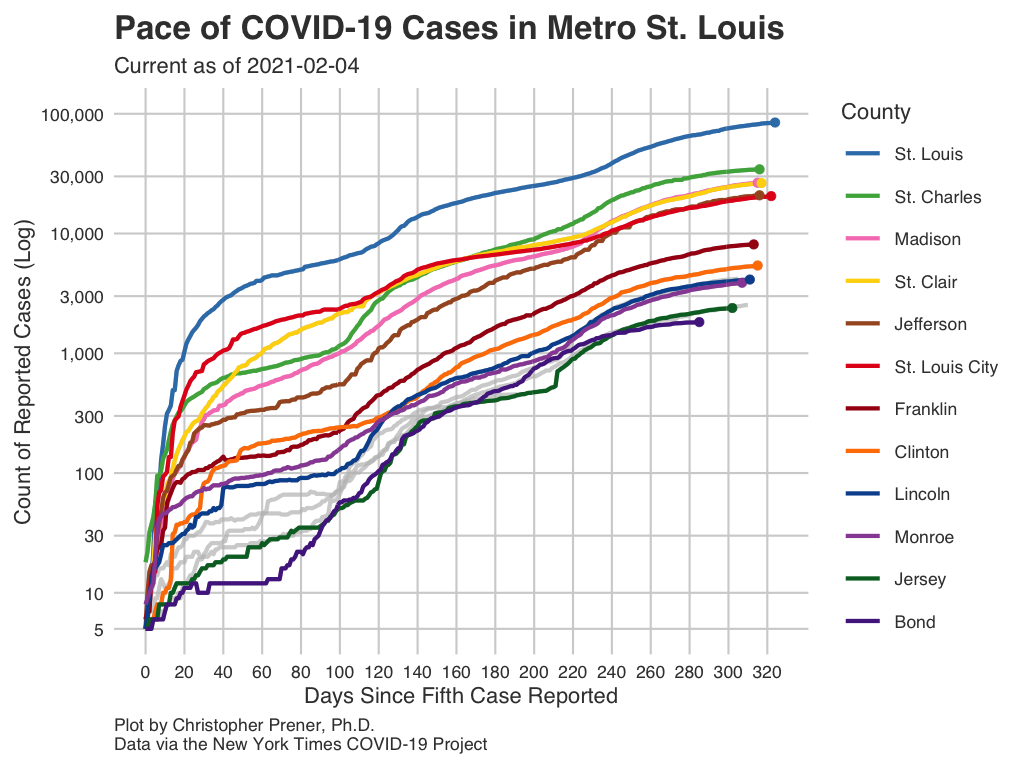 Pace of COVID-19 Cases in Metro St. Louis
Current as of 2021-02-04
Count of Reported Cases (Log)
100,000
30,000
10,000
3,000
1,000
300
100
30
10
5
0 20 40 60 80 100 120 140 160 180 200 220 240 260 280 300 320
Days Since Fifth Case Reported
County
St. Louis
St. Charles
Madison
St. Clair
Jefferson
St. Louis City
Franklin
Clinton
Lincoln
Monroe
Jersey
Bond
Plot by Christopher Prener, Ph.D.
Data via the New York Times COVID-19 Project